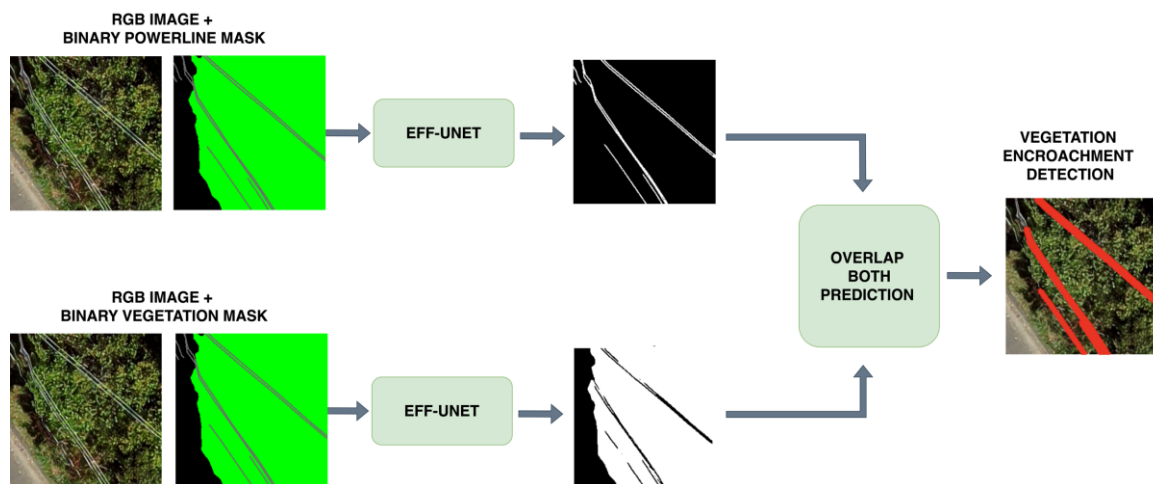 RGB IMAGE +
BINARY POWERLINE MASK
EFF-UNET
VEGETATION
ENCROACHMENT
DETECTION
OVERLAP
BOTH
PREDICTION
RGB IMAGE +
BINARY VEGETATION MASK
EFF-UNET